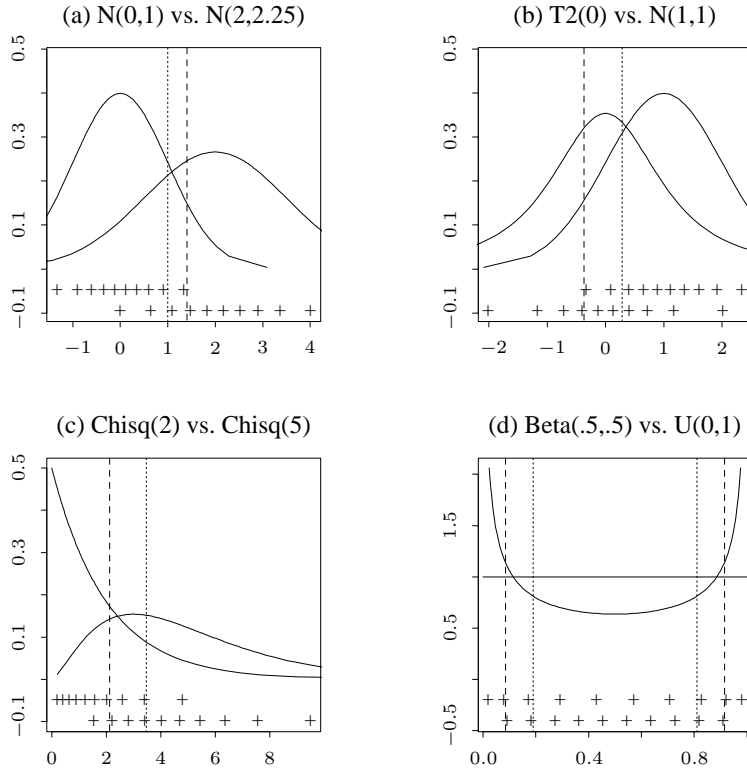 (a) N(0,1) vs. N(2,2.25)
0.5
0.3
0.1
−0.1
−1 0 1 2 3 4
(b) T2(0) vs. N(1,1)
0.5
0.3
0.1
−0.1
−2 −1 0 1 2
(c) Chisq(2) vs. Chisq(5)
0.5
0.3
0.1
−0.1
0 2 4 6 8
(d) Beta(.5,.5) vs. U(0,1)
1.5
0.5
−0.5
0.0 0.4 0.8